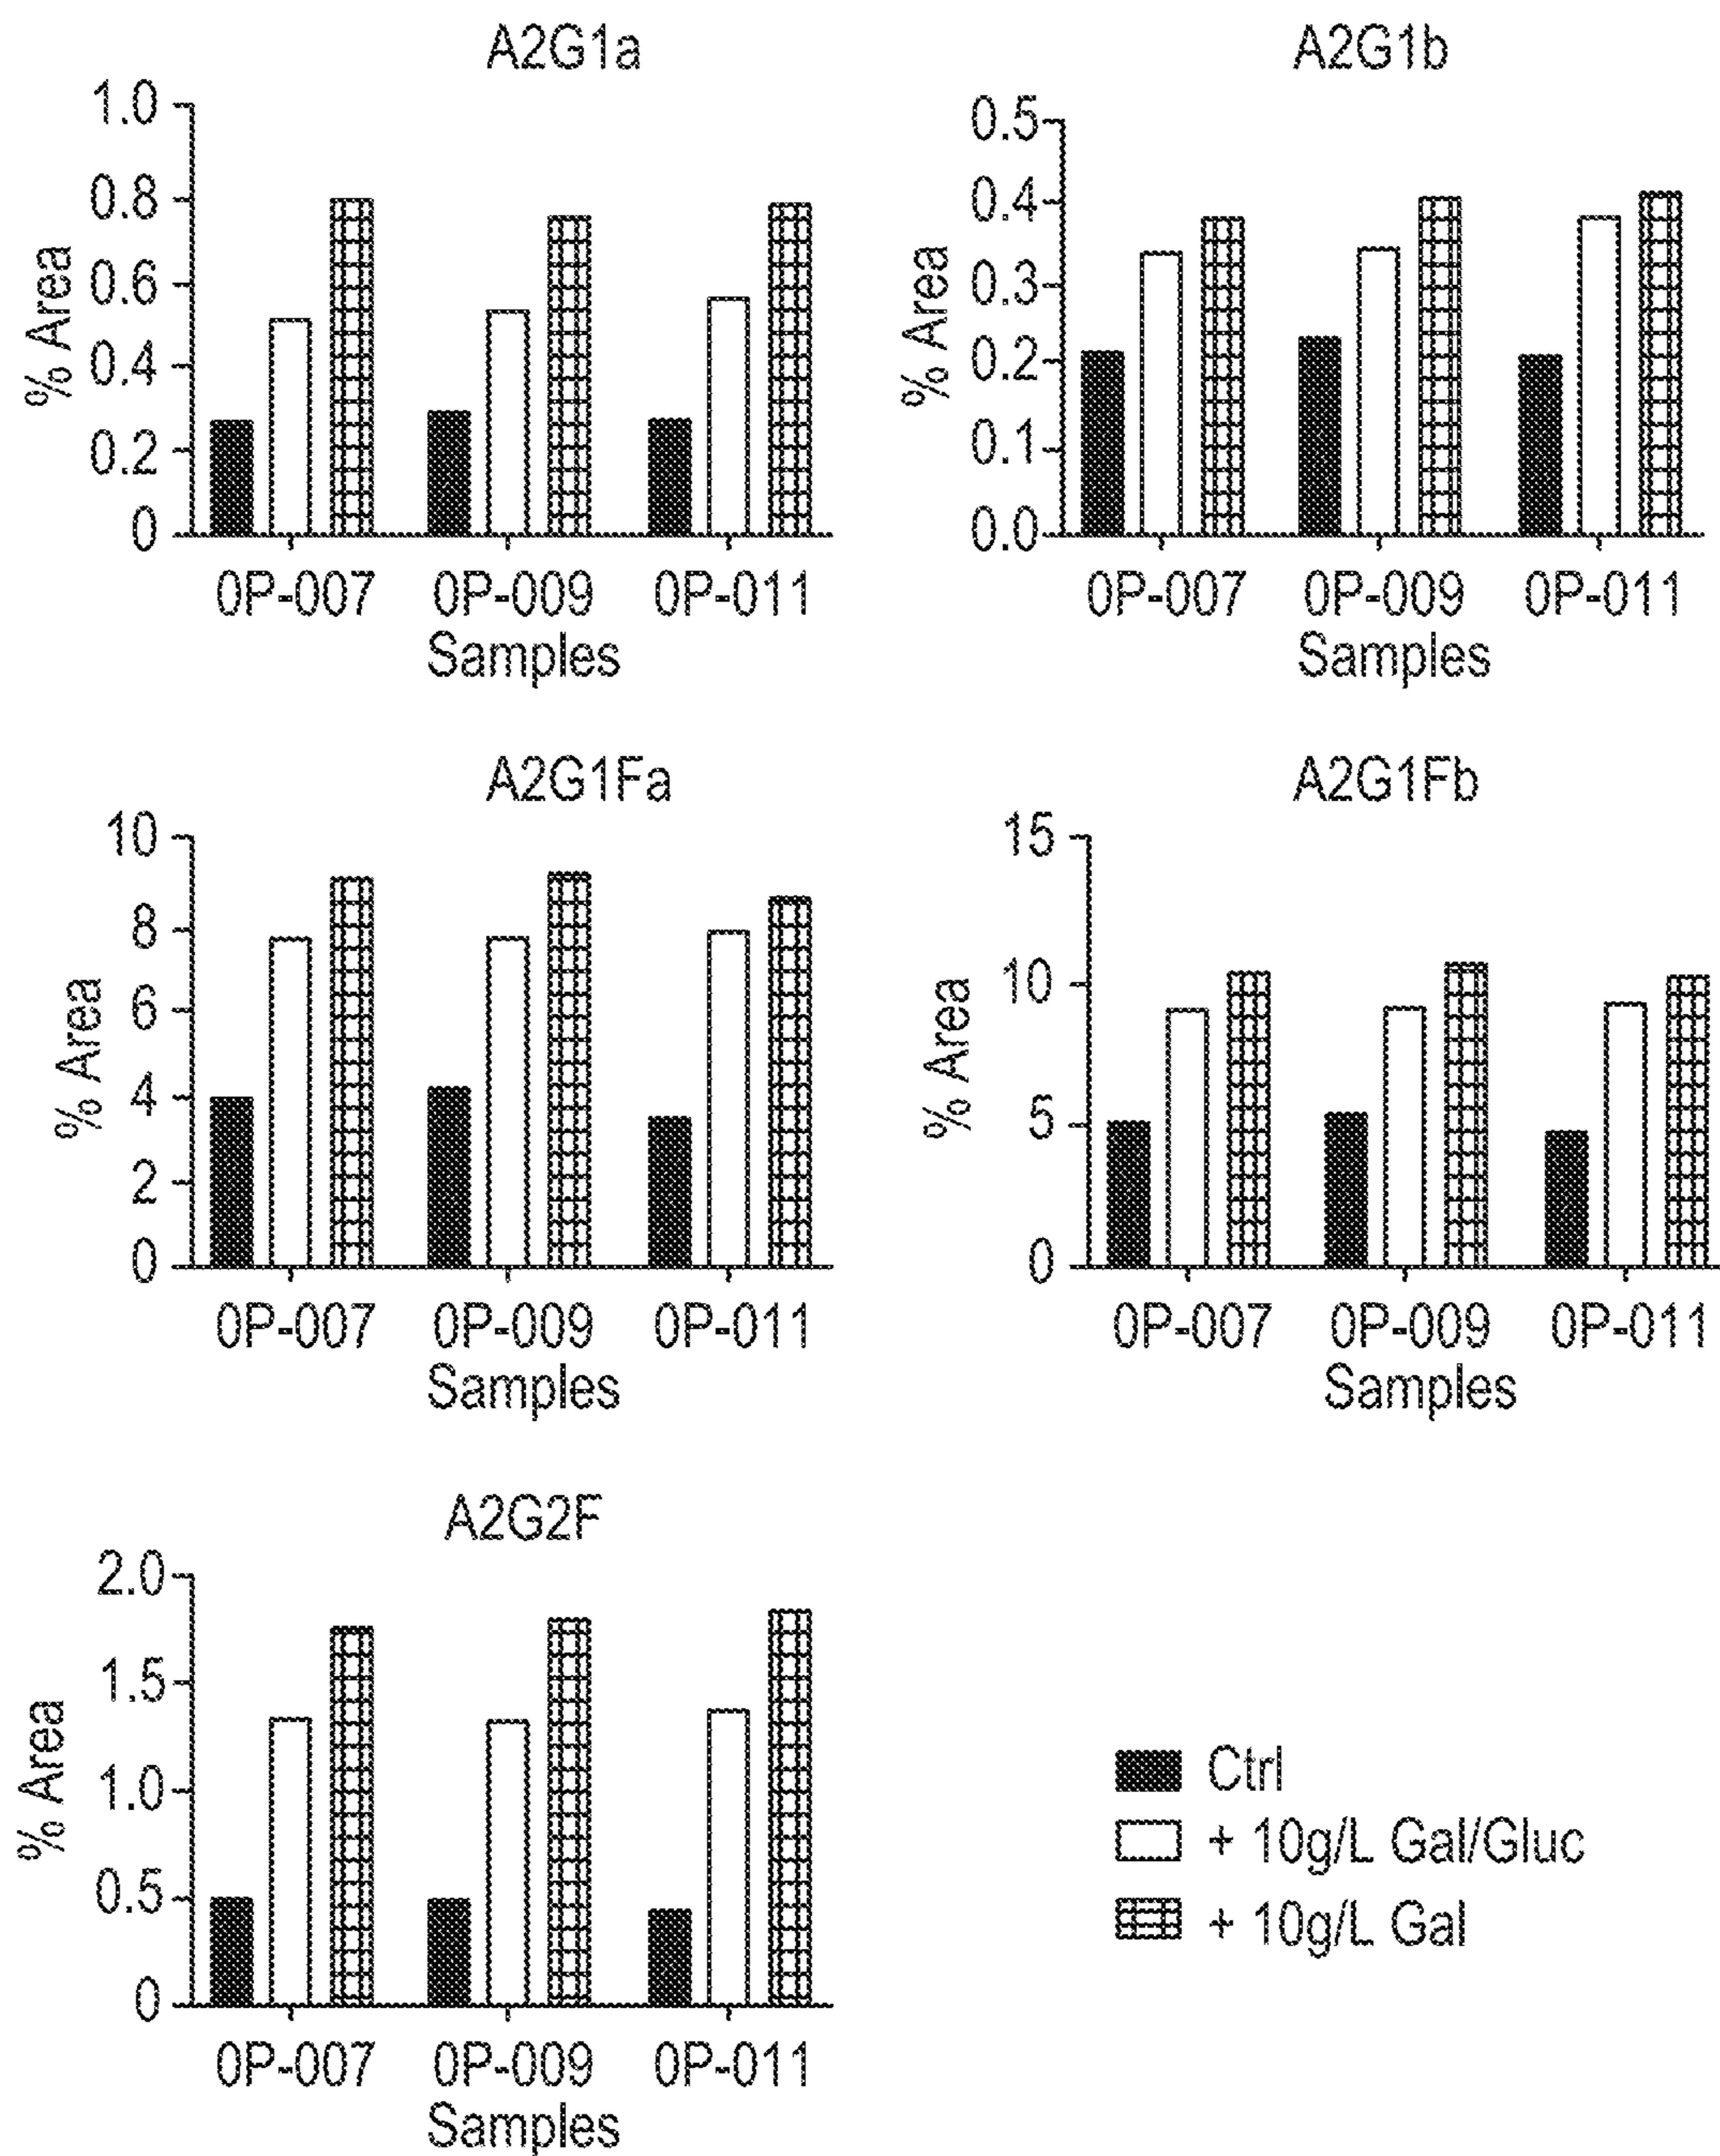 A2G1a
1.0
0.8
0.6
0.4
0.2
0
% Area
0P-007 0P-009 0P-011
Samples
A2G1b
0.5
0.4
0.3
0.2
0.1
0.0
% Area
0P-007 0P-009 0P-011
Samples
A2G1Fa
10
8
6
4
2
0
% Area
0P-007 0P-009 0P-011
Samples
A2G1Fb
15
10
5
0
% Area
0P-007 0P-009 0P-011
Samples
A2G2F
2.0
1.5
1.0
0.5
0
% Area
0P-007 0P-009 0P-011
Samples
Ctrl
+ 10g/L Gal/Gluc
+ 10g/L Gal